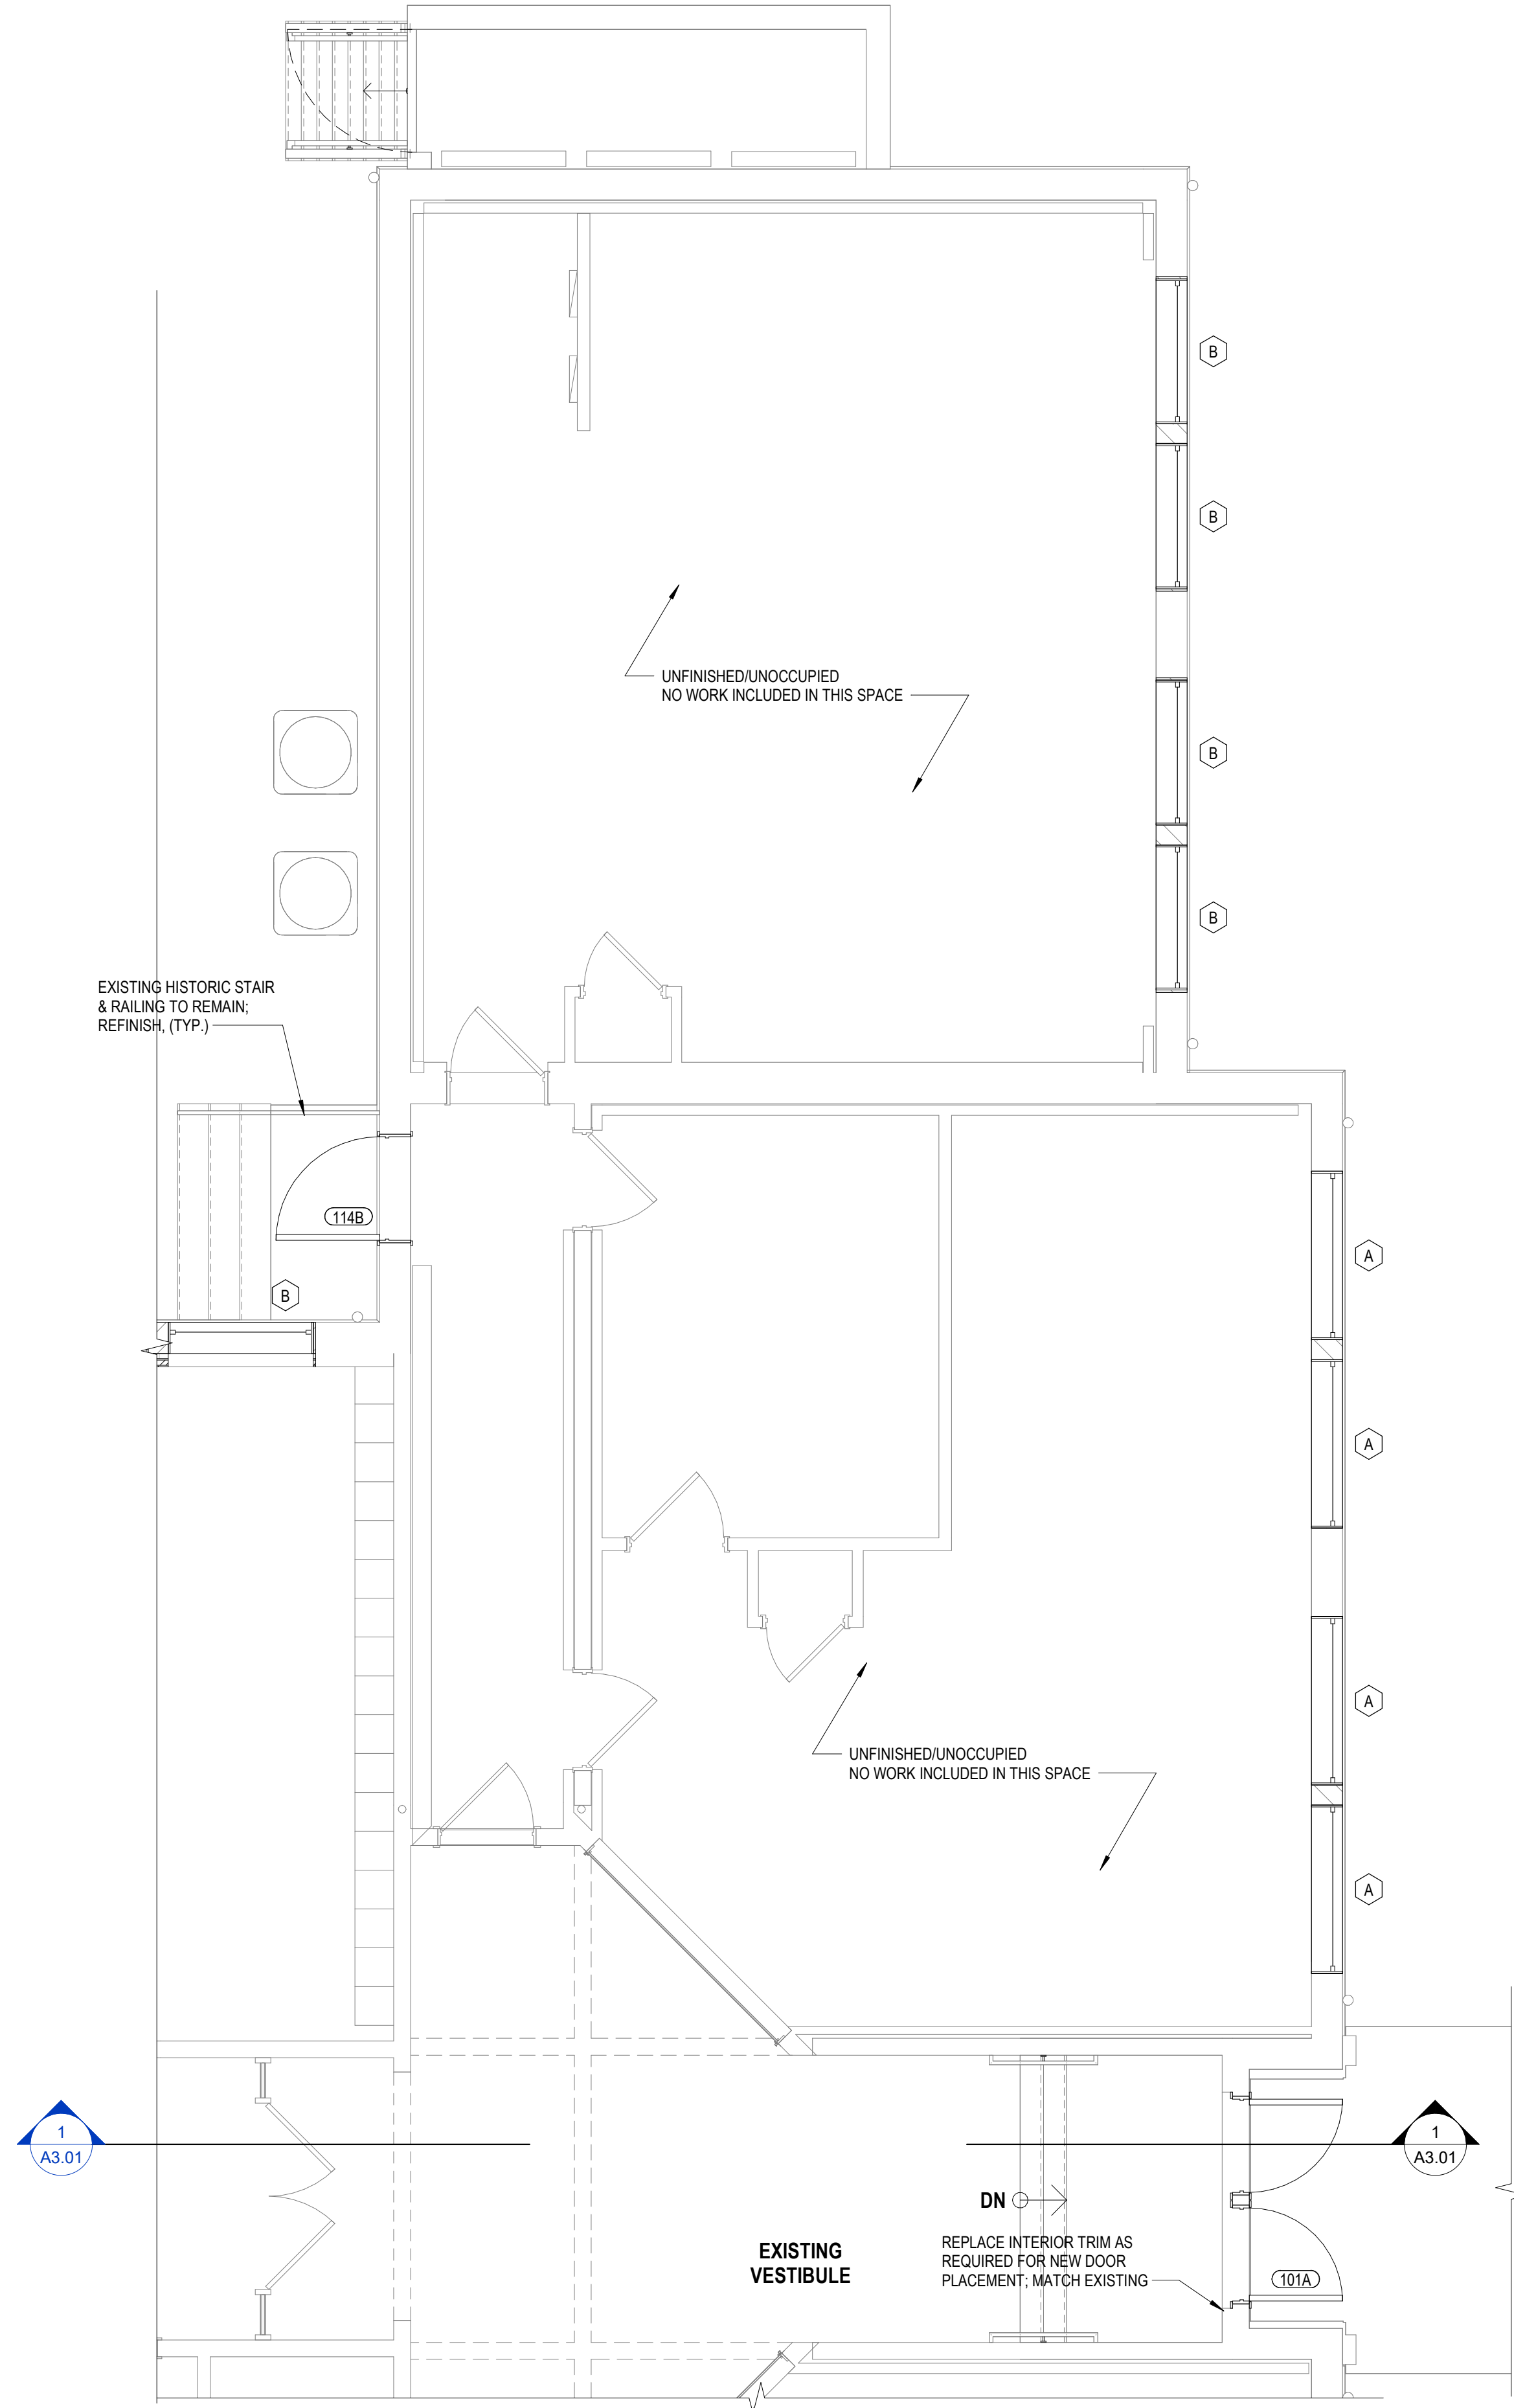 B
B
UNFINISHED/UNOCCUPIED
NO WORK INCLUDED IN THIS SPACE
B
B
EXISTING HISTORIC STAIR
& RAILING TO REMAIN;
REFINISH, (TYP.)
114B
B
A
A
A
UNFINISHED/UNOCCUPIED
NO WORK INCLUDED IN THIS SPACE
A
1
A3.01
1
A3.01
DN
EXISTING
VESTIBULE
REPLACE INTERIOR TRIM AS
REQUIRED FOR NEW DOOR
PLACEMENT; MATCH EXISTING
101A